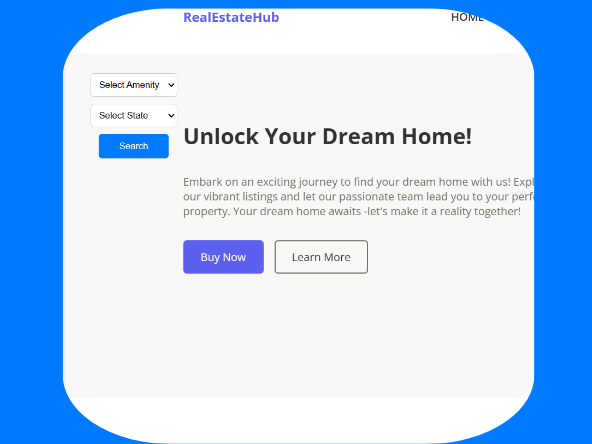 RealEstateHub
HOME
Select Amenity
Select State
Search
Unlock Your Dream Home!
Embark on an exciting journey to find your dream home with us! Expl
our vibrant listings and let our passionate team lead you to your perf
property. Your dream home awaits -let's make it a reality together!
Buy Now
Learn More